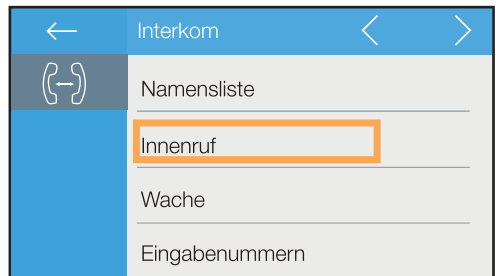 Interkom
Namensliste
Innenruf
Wache
Eingabenummern